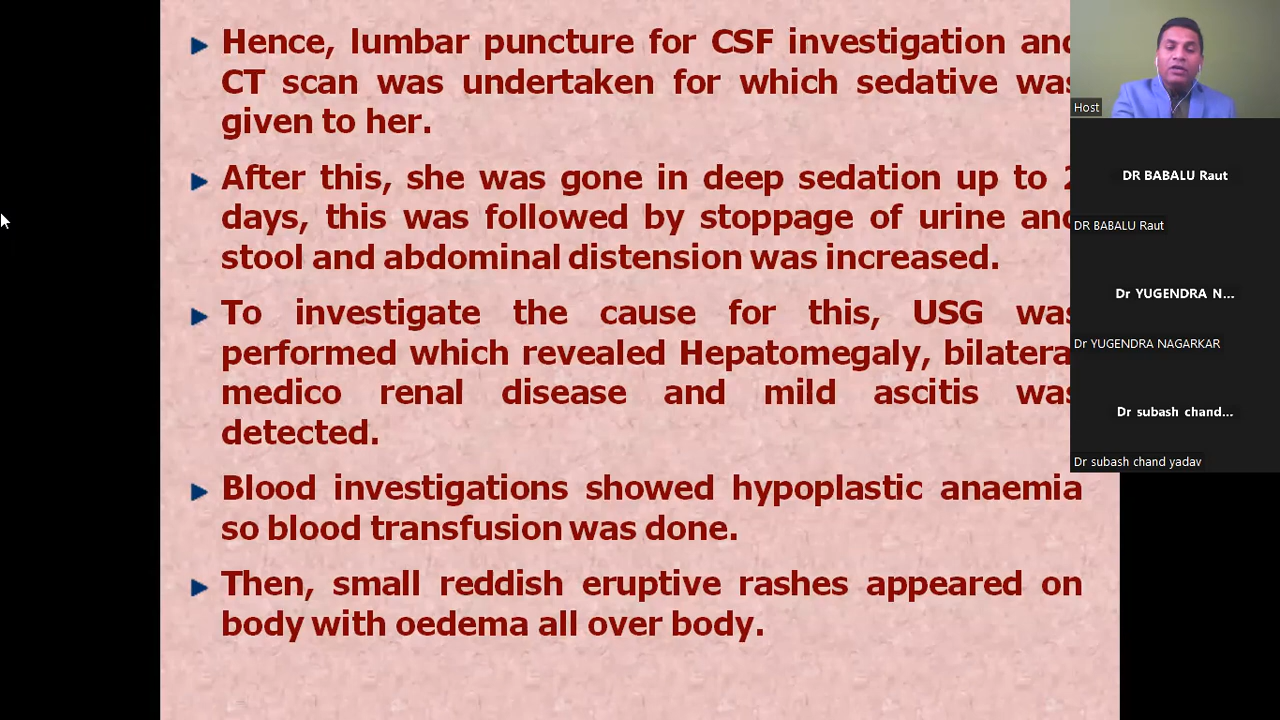 Hence, lumbar puncture for CSF investigation and
CT scan was undertaken for which sedative was
given to her.
After this, she was gone in deep sedation up to 2
days, this was followed by stoppage of urine and
stool and abdominal distension was increased.
To investigate the cause for this, USG was
performed which revealed Hepatomegaly, bilateral
medico renal disease and mild ascitis was
detected.
Blood investigations showed hypoplastic anaemia
so blood transfusion was done.
Then, small reddish eruptive rashes appeared on
body with oedema all over body.
Host
DR BABALU Raut
DR BABALU Raut
Dr YUGENDRA N...
Dr YUGENDRA NAGARKAR
Dr subash chand...
Dr subash chand yadav